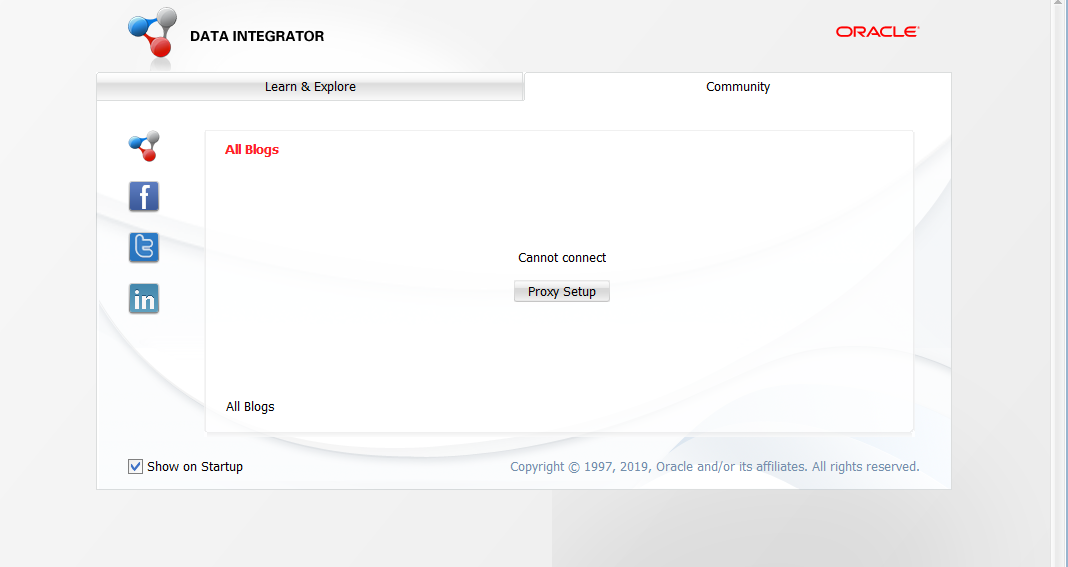 DATA INTEGRATOR
ORACLE
Learn & Explore
Community
All Blogs
Cannot connect
Proxy Setup
All Blogs
Show on Startup
Copyright © 1997, 2019, Oracle and/or its affiliates. All rights reserved.
f
t
in